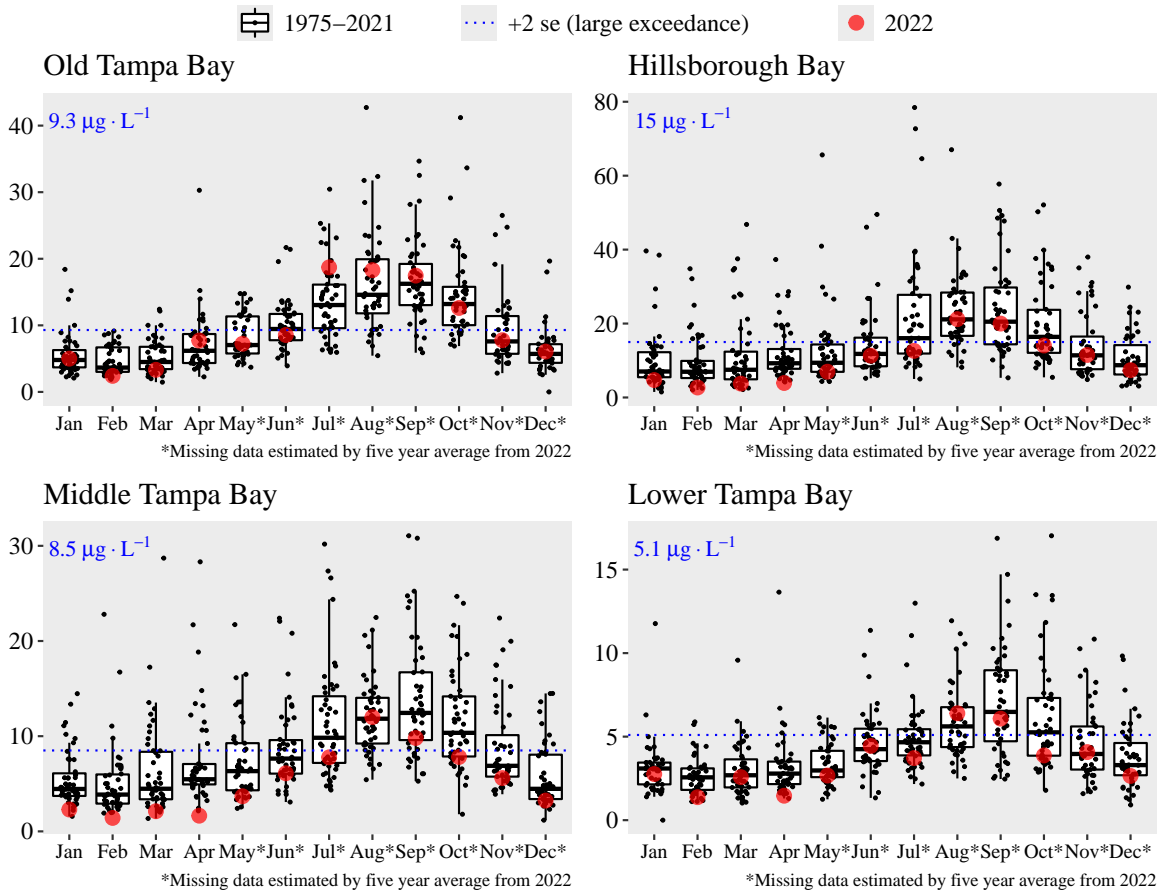 1975–2021 +2 se (large exceedance) 2022
Old Tampa Bay
9.3 μg · L⁻¹
40
30
20
10
0
Jan Feb Mar Apr May* Jun* Jul* Aug* Sep* Oct* Nov* Dec*
*Missing data estimated by five year average from 2022
Hillsborough Bay
15 μg · L⁻¹
80
60
40
20
0
Jan Feb Mar Apr May* Jun* Jul* Aug* Sep* Oct* Nov* Dec*
*Missing data estimated by five year average from 2022
Middle Tampa Bay
8.5 μg · L⁻¹
30
20
10
0
Jan Feb Mar Apr May* Jun* Jul* Aug* Sep* Oct* Nov* Dec*
*Missing data estimated by five year average from 2022
Lower Tampa Bay
5.1 μg · L⁻¹
15
10
5
0
Jan Feb Mar Apr May* Jun* Jul* Aug* Sep* Oct* Nov* Dec*
*Missing data estimated by five year average from 2022